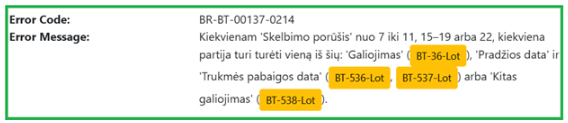 Error Code: BR-BT-00137-0214
Error Message: Kiekvienam 'Skelbimo porūšis' nuo 7 iki 11, 15–19 arba 22, kiekviena
partija turi turėti vieną iš šių: 'Galiojimas' ( BT-36-Lot ), 'Pradžios data' ir
'Trukmės pabaigos data' ( BT-536-Lot , BT-537-Lot ) arba 'Kitas
galiojimas' ( BT-538-Lot ).